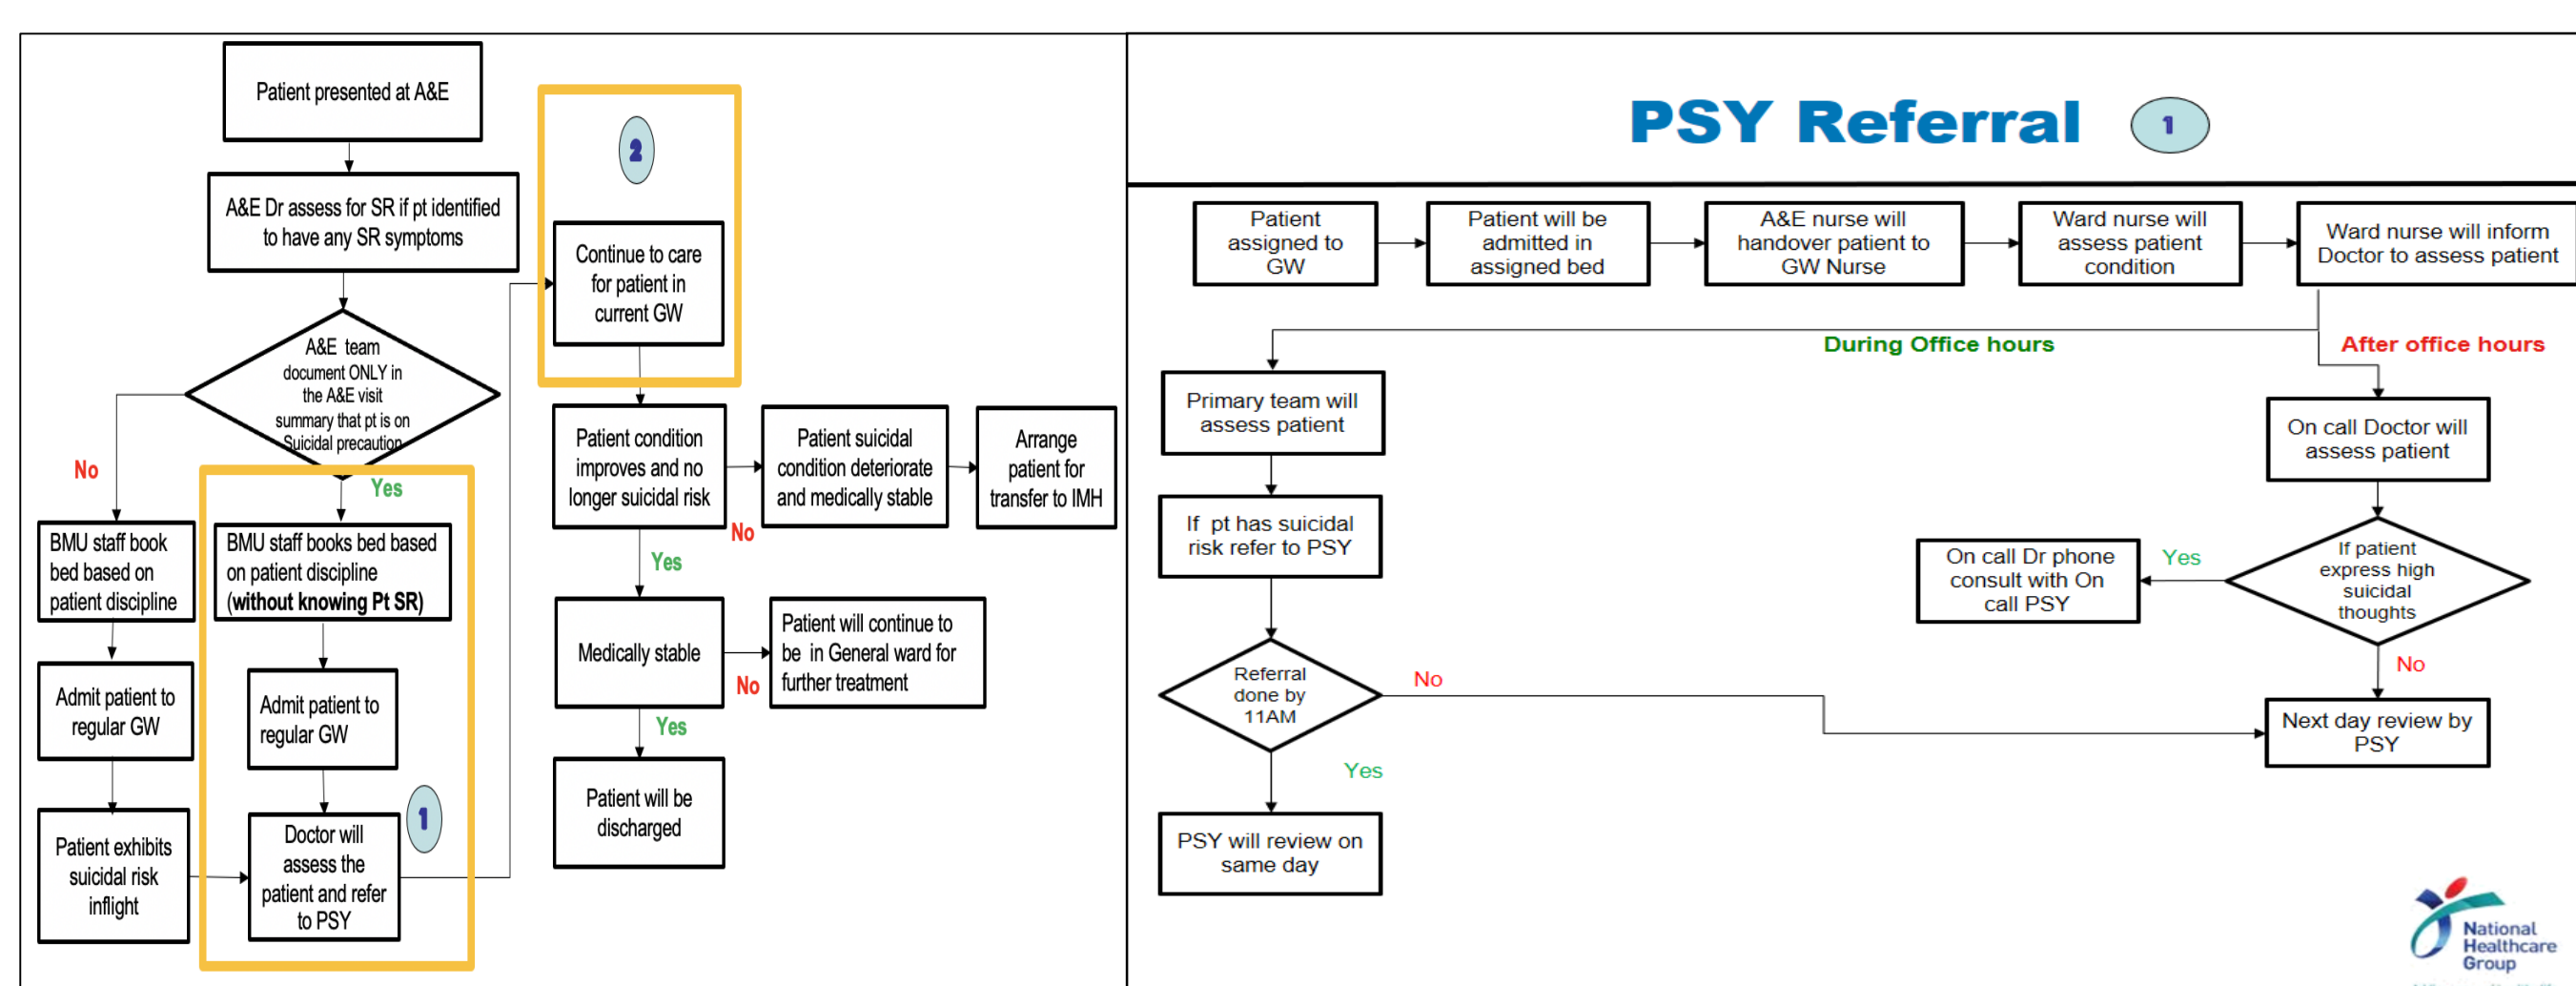 Patient presented at A&E
A&E Dr assess for SR if pt identified
to have any SR symptoms
A&E team
document ONLY in
the A&E visit
summary that pt is on
Suicidal precaution
No
Yes
BMU staff book
bed based on
patient discipline
BMU staff books bed based
on patient discipline
(without knowing Pt SR)
Admit patient to
regular GW
Admit patient to
regular GW
Patient exhibits
suicidal risk
inflight
Doctor will
assess the
patient and refer
to PSY
1
2
Continue to care
for patient in
current GW
Patient condition
improves and no
longer suicidal risk
No
Patient suicidal
condition deteriorate
and medically stable
Arrange
patient for
transfer to IMH
Yes
Medically stable
No
Patient will continue to
be in General ward for
further treatment
Yes
Patient will be
discharged
PSY Referral
1
Patient
assigned to
GW
Patient will be
admitted in
assigned bed
A&E nurse will
handover patient to
GW Nurse
Ward nurse will
assess patient
condition
Ward nurse will inform
Doctor to assess patient
During Office hours
After office hours
Primary team will
assess patient
If pt has suicidal
risk refer to PSY
Referral
done by
11AM
No
Yes
PSY will review on
same day
On call Doctor will
assess patient
If patient
express high
suicidal
thoughts
Yes
On call Dr phone
consult with On
call PSY
No
Next day review by
PSY
National
Healthcare
Group